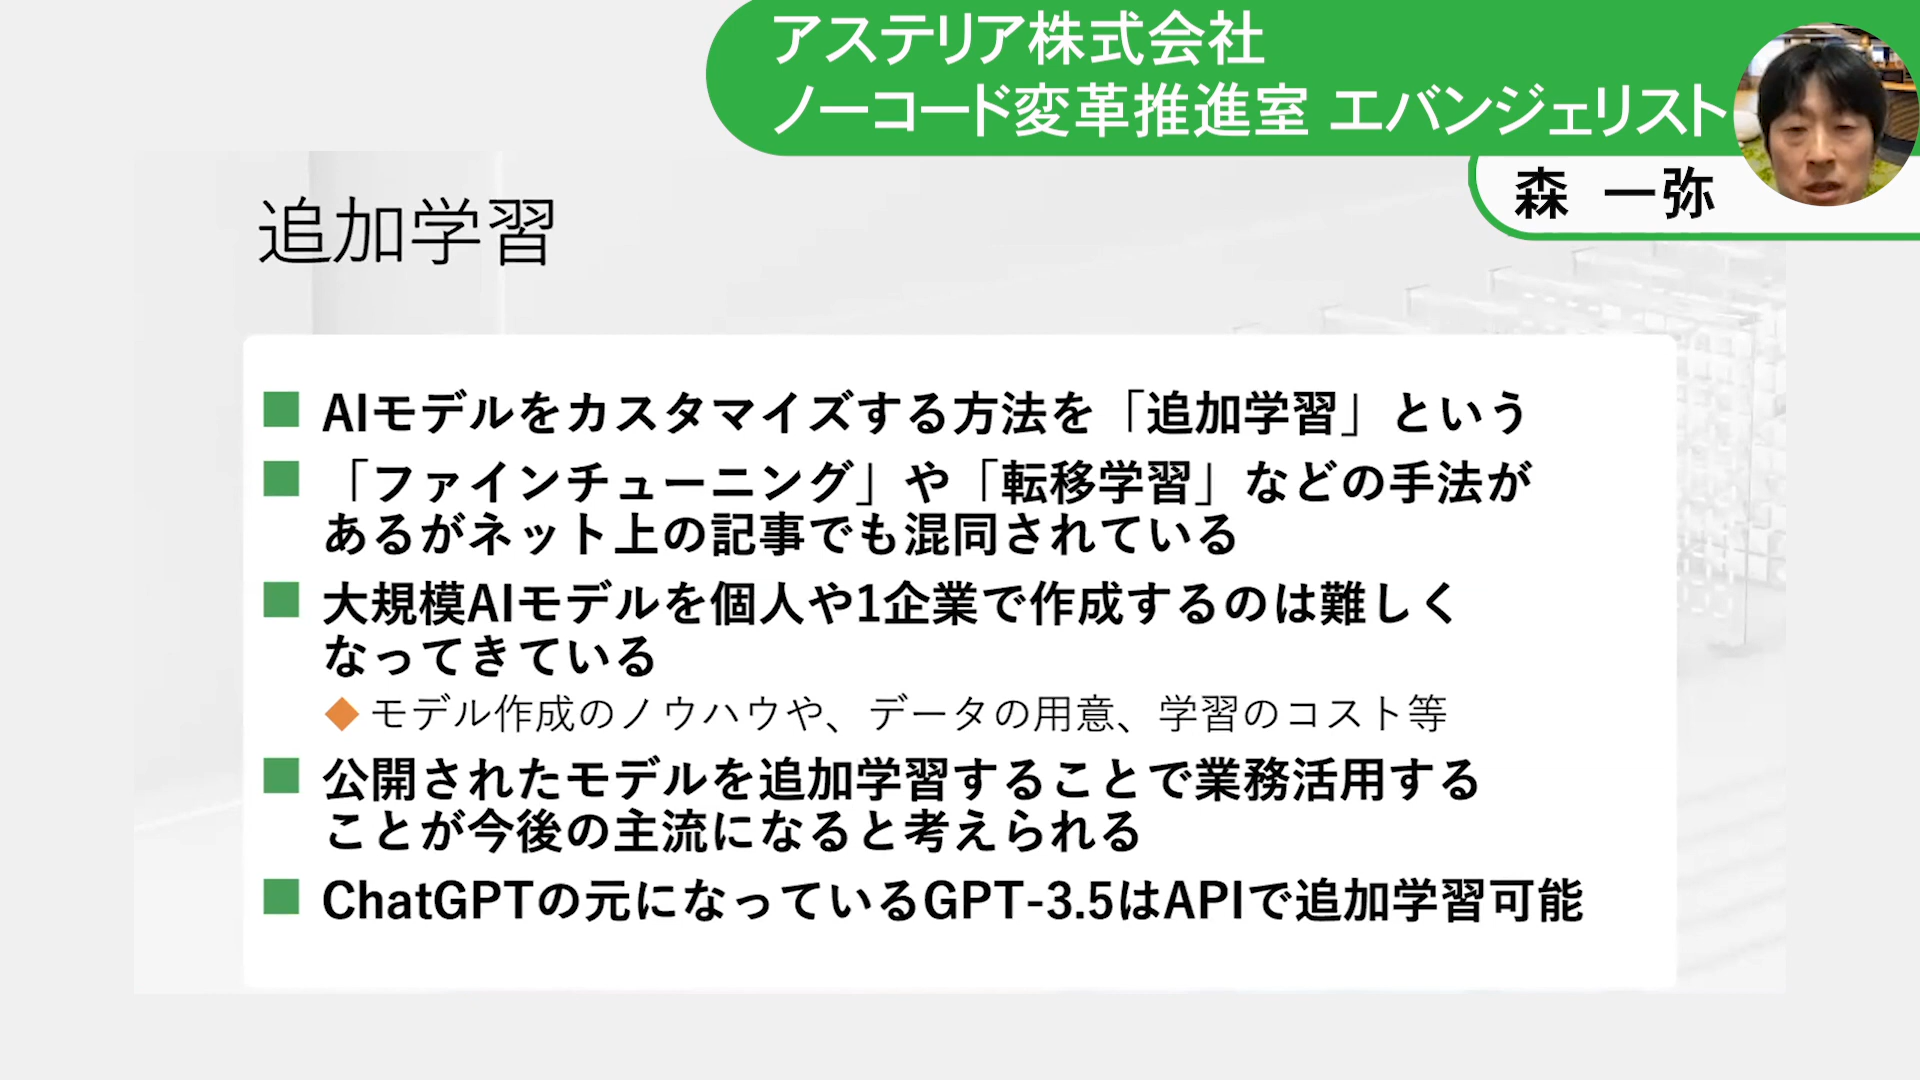 アステリア株式会社
ノーコード変革推進室 エバンジェリスト
森 一弥
追加学習
AIモデルをカスタマイズする方法を「追加学習」という
「ファインチューニング」や「転移学習」などの手法が
あるがネット上の記事でも混同されている
大規模AIモデルを個人や1企業で作成するのは難しく
なってきている
モデル作成のノウハウや、データの用意、学習のコスト等
公開されたモデルを追加学習することで業務活用する
ことが今後の主流になると考えられる
ChatGPTの元になっているGPT-3.5はAPIで追加学習可能